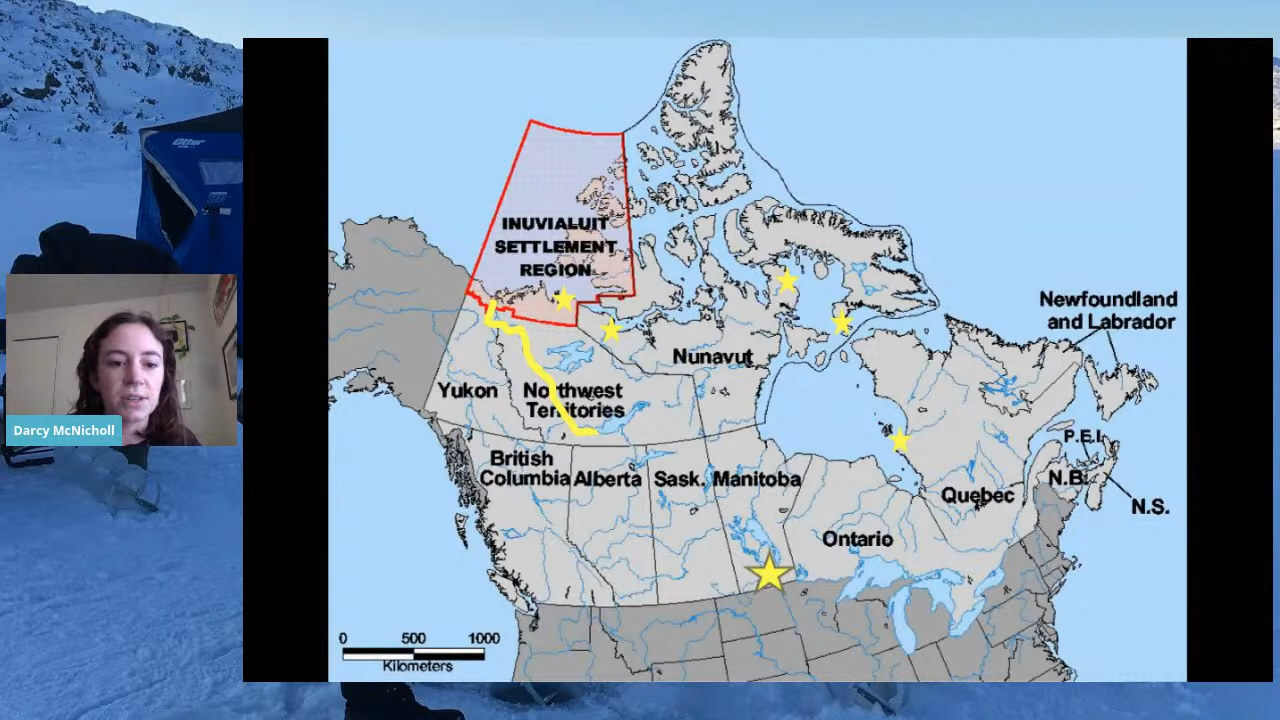 Otter
INUVIALUIT
SETTLEMENT
REGION
Newfoundland
and Labrador
Nunavut
Yukon
Northwest
Territories
P.E.I.
British
Columbia
Alberta
Sask.
Manitoba
N.B.
Quebec
N.S.
Ontario
Darcy McNicholl
0 500 1000
Kilometers